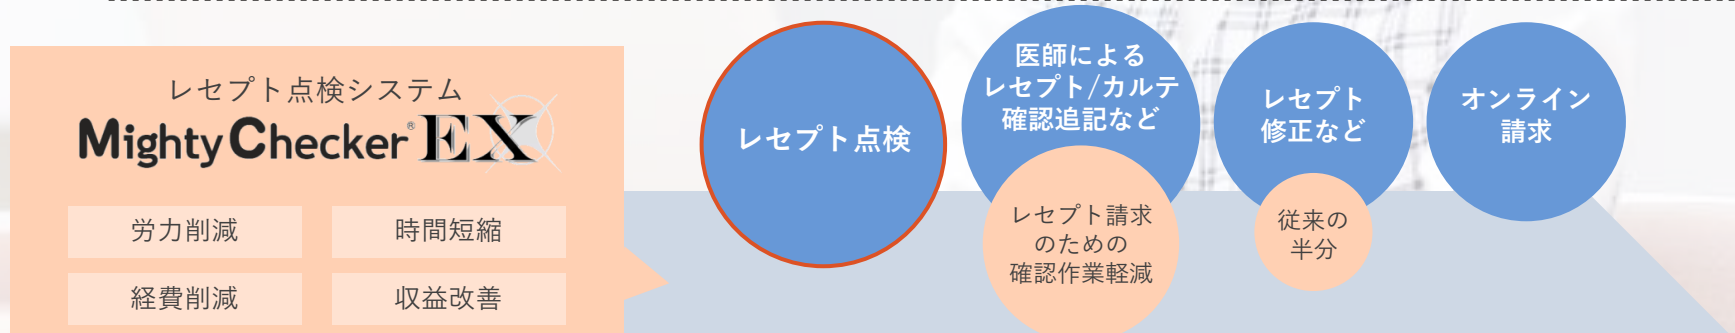 レセプト点検システム
MightyChecker® EX
労力削減
時間短縮
経費削減
収益改善
レセプト点検
医師による
レセプト/カルテ
確認追記など
レセプト請求
のための
確認作業軽減
レセプト
修正など
従来の
半分
オンライン
請求